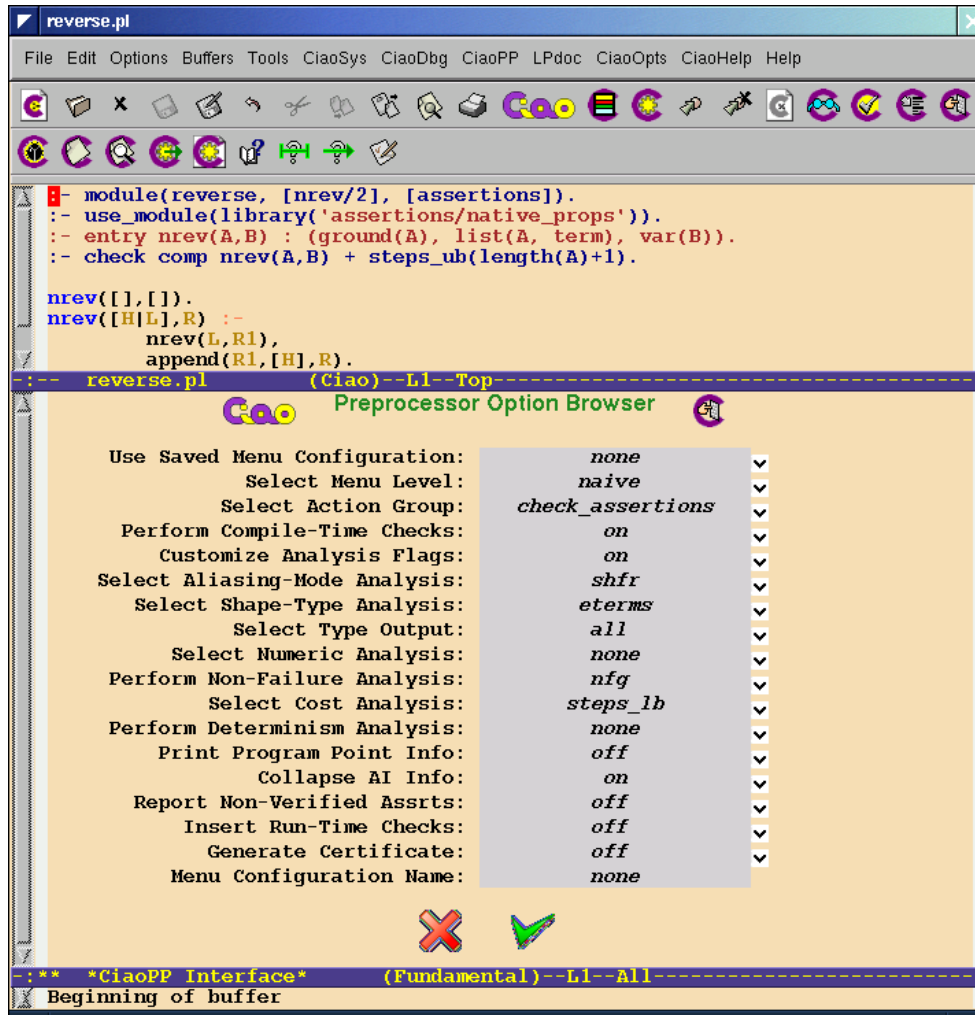 reverse.pl
File Edit Options Buffers Tools CiaoSys CiaoDbg CiaoPP LPdoc CiaoOpts CiaoHelp Help
Ciao
:- module(reverse, [nrev/2], [assertions]).
:- use_module(library('assertions/native_props')).
:- entry nrev(A,B) : (ground(A), list(A, term), var(B)).
:- check comp nrev(A,B) + steps_ub(length(A)+1).
nrev([],[]).
nrev([H|L],R) :-
nrev(L,R1),
append(R1,[H],R).
-:-- reverse.pl (Ciao)--L1--Top-------------------------------------
Ciao Preprocessor Option Browser
Use Saved Menu Configuration: none
Select Menu Level: naive
Select Action Group: check_assertions
Perform Compile-Time Checks: on
Customize Analysis Flags: on
Select Aliasing-Mode Analysis: shfr
Select Shape-Type Analysis: eterms
Select Type Output: all
Select Numeric Analysis: none
Perform Non-Failure Analysis: nfg
Select Cost Analysis: steps_lb
Perform Determinism Analysis: none
Print Program Point Info: off
Collapse AI Info: on
Report Non-Verified Assrts: off
Insert Run-Time Checks: off
Generate Certificate: off
Menu Configuration Name: none
-:** *CiaoPP Interface* (Fundamental)--L1--All-------------------------
Beginning of buffer